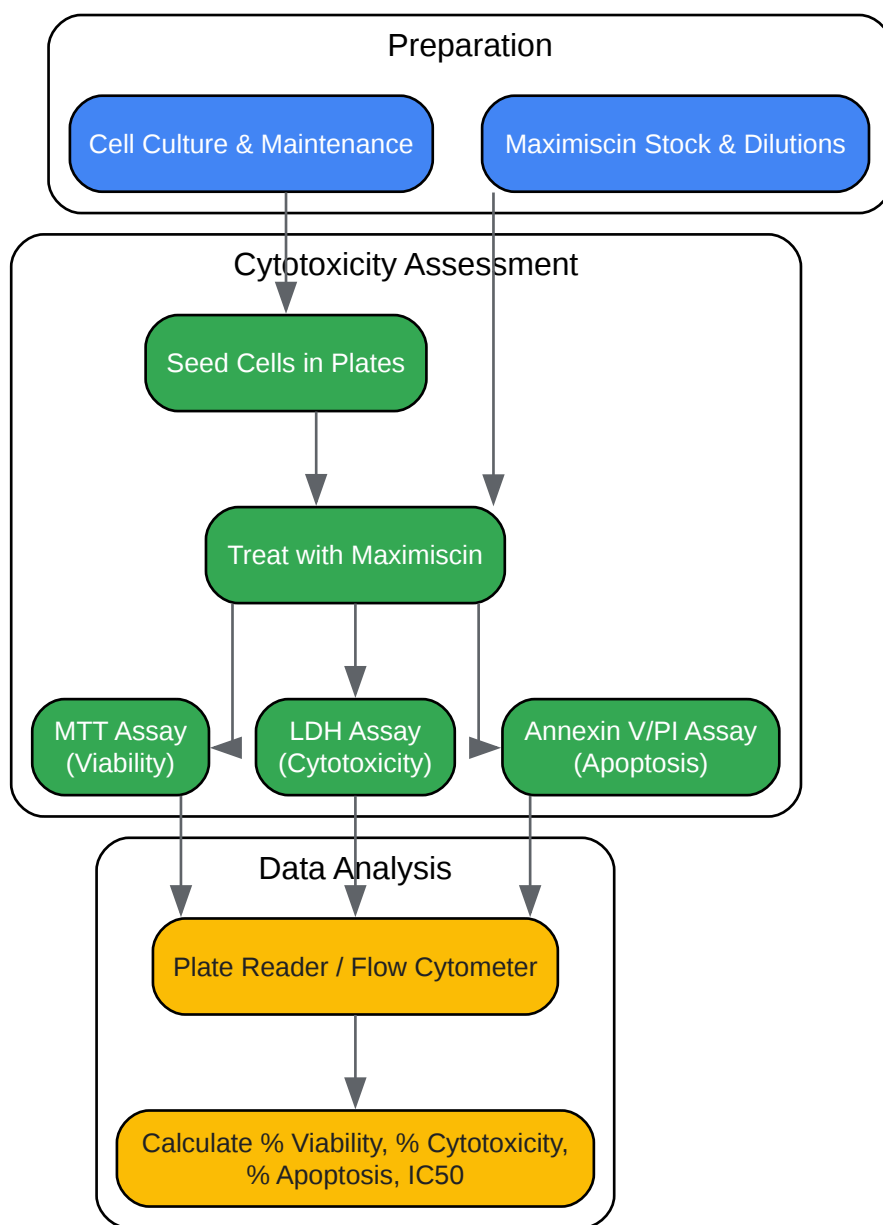 Preparation
Cell Culture & Maintenance
Maximiscin Stock & Dilutions
Cytotoxicity Assessment
Seed Cells in Plates
Treat with Maximiscin
MTT Assay
(Viability)
LDH Assay
(Cytotoxicity)
Annexin V/PI Assay
(Apoptosis)
Data Analysis
Plate Reader / Flow Cytometer
Calculate % Viability, % Cytotoxicity,
% Apoptosis, IC50